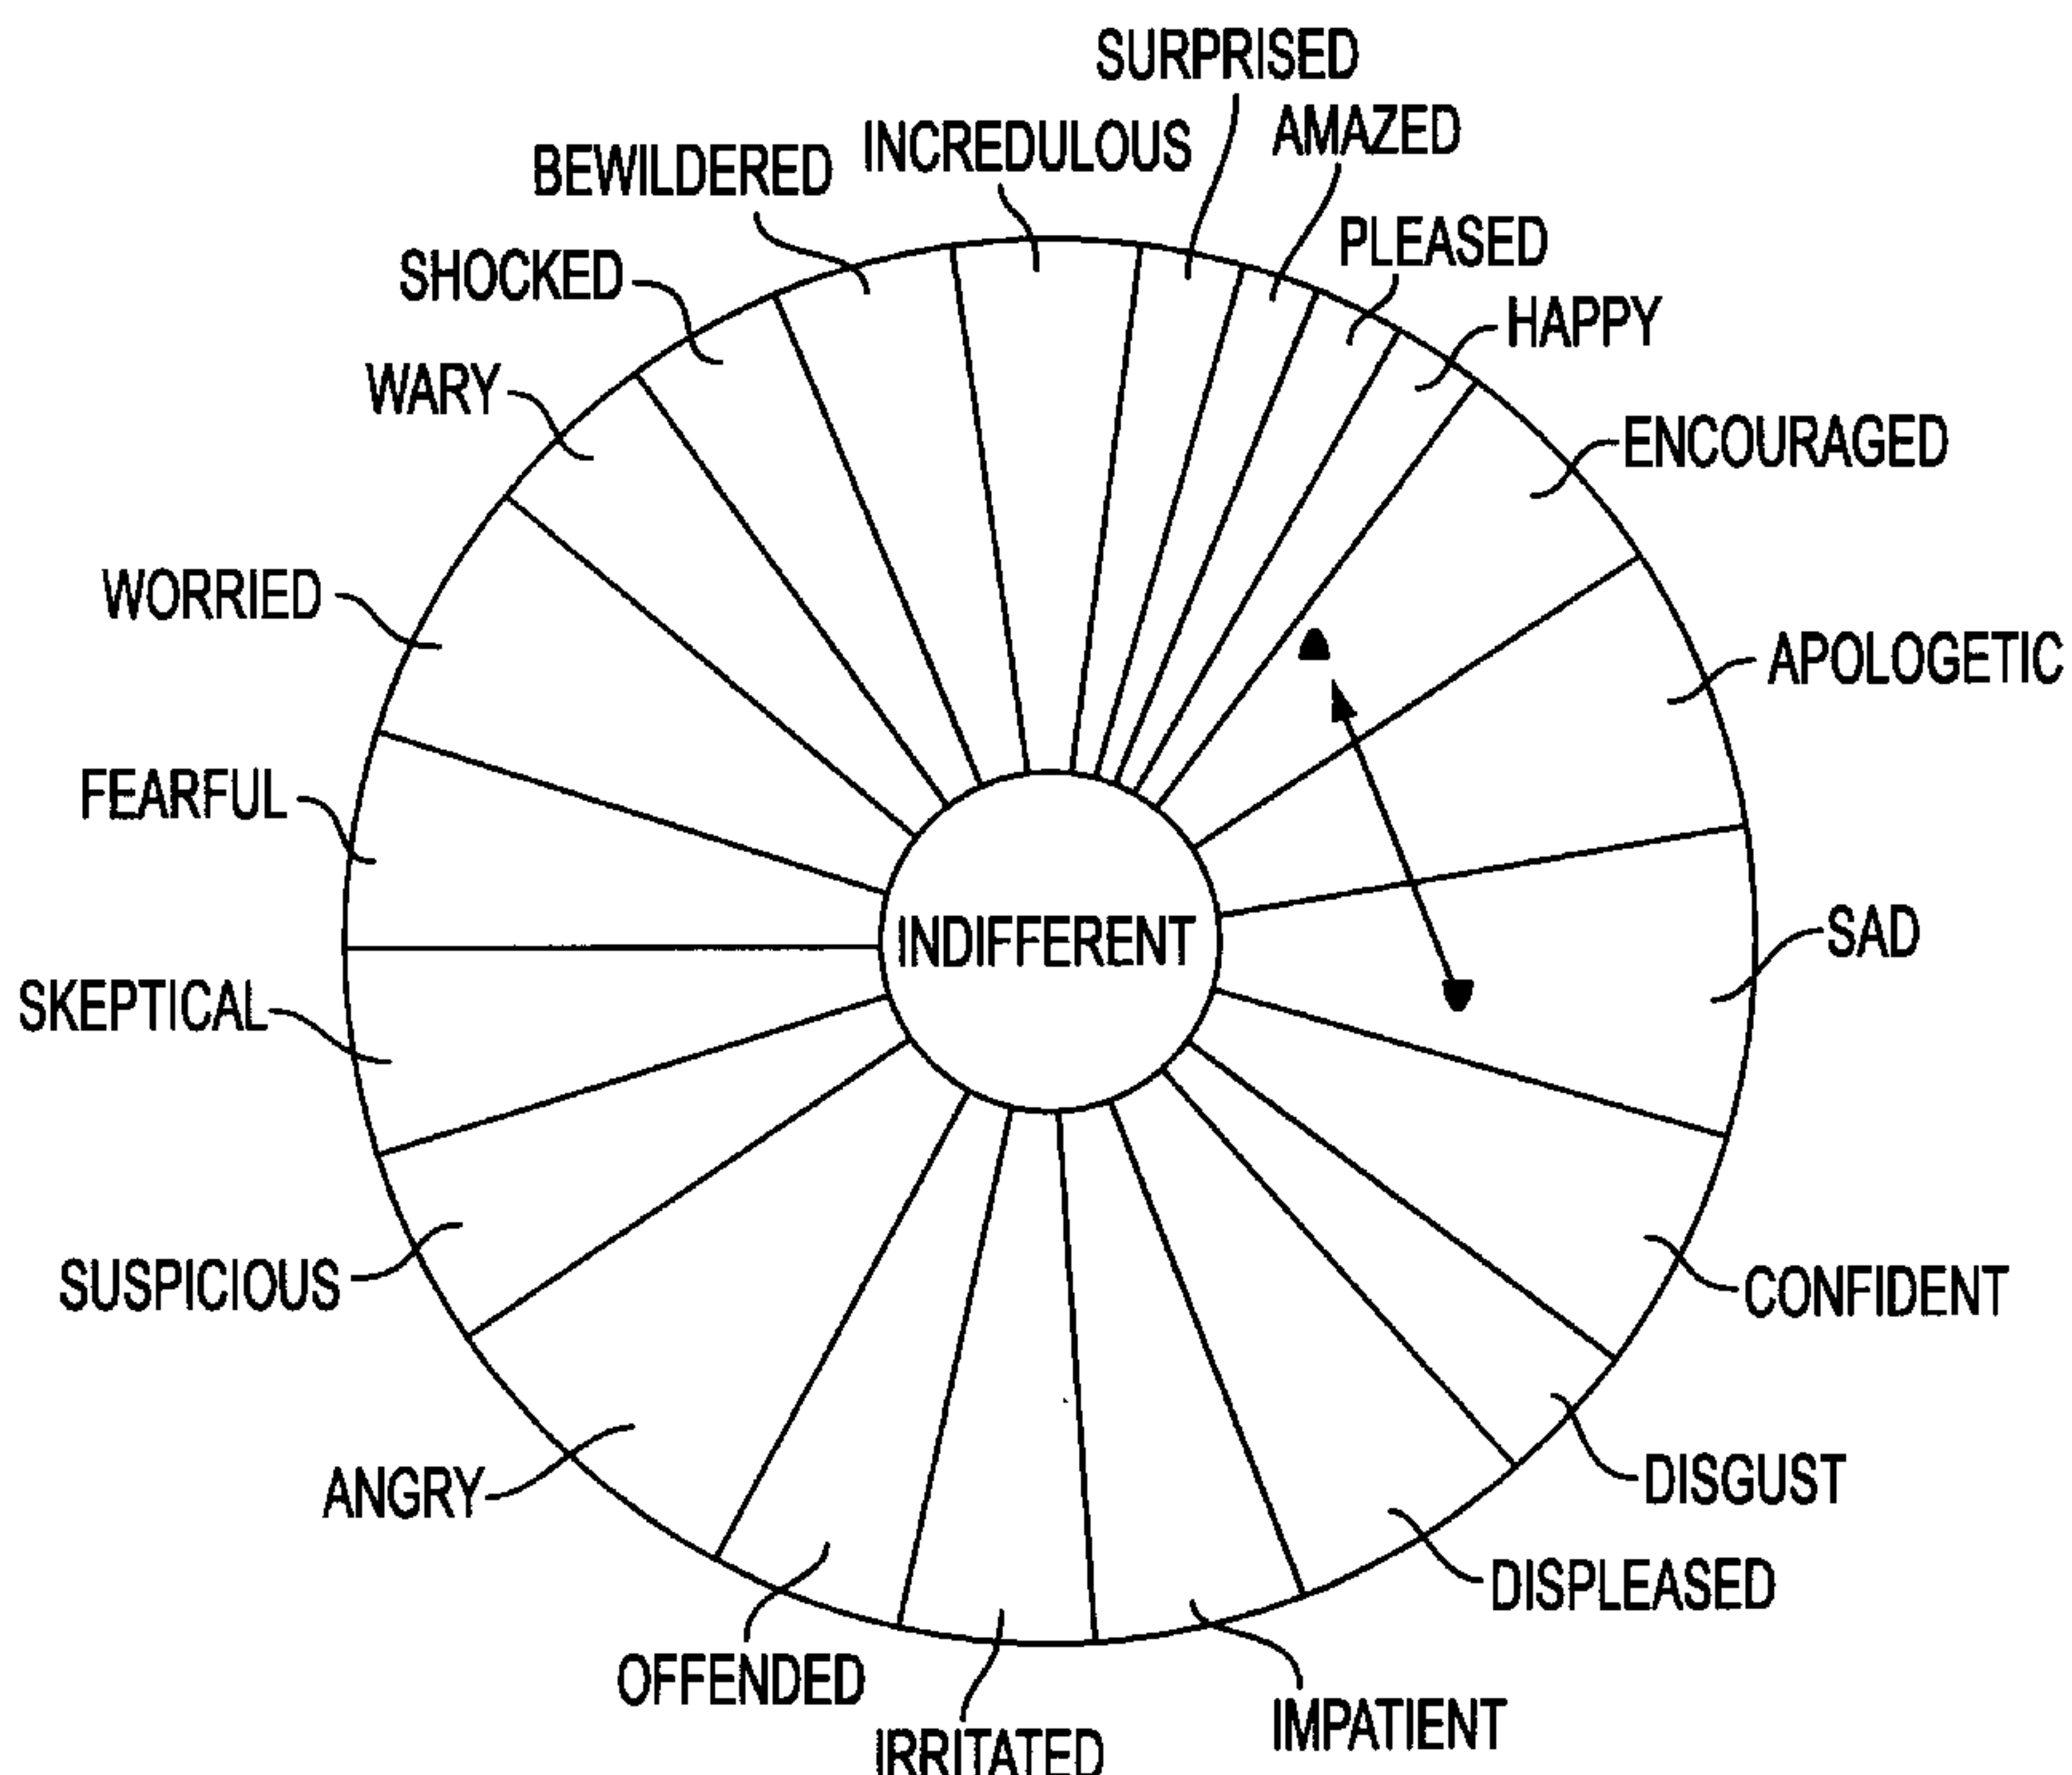 SURPRISED
AMAZED
INCREDULOUS
BEWILDERED
PLEASED
SHOCKED
HAPPY
WARY
ENCOURAGED
WORRIED
APOLOGETIC
FEARFUL
INDIFFERENT
SAD
SKEPTICAL
SUSPICIOUS
CONFIDENT
ANGRY
DISGUST
DISPLEASED
OFFENDED
IMPATIENT
IRRITATED